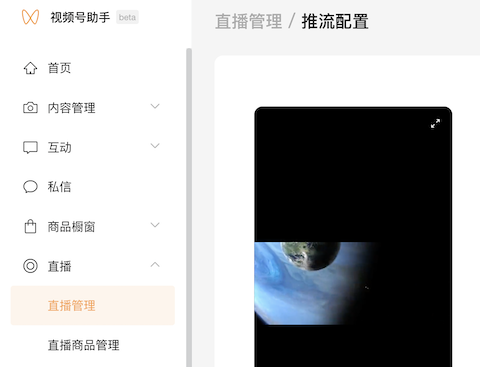 视频号助手 beta
直播管理 / 推流配置
首页
内容管理
互动
私信
商品橱窗
直播
直播管理
直播商品管理